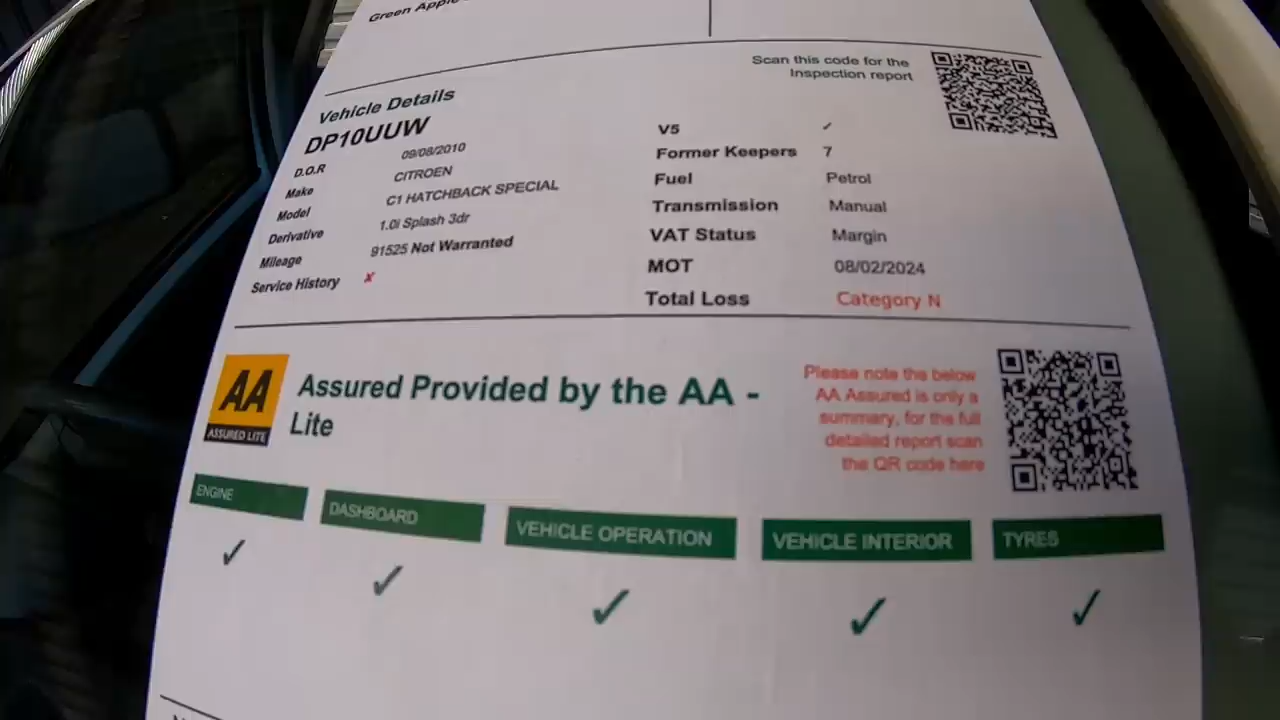 Green Apple
Scan this code for the
Inspection report
Vehicle Details
DP10UUW
D.O.R 09/08/2010
Make CITROEN
Model C1 HATCHBACK SPECIAL
Derivative 1.0i Splash 3dr
Mileage 91525 Not Warranted
Service History ✗
V5 ✓
Former Keepers 7
Fuel Petrol
Transmission Manual
VAT Status Margin
MOT 08/02/2024
Total Loss Category N
AA
ASSURED LITE
Assured Provided by the AA -
Lite
Please note the below
AA Assured is only a
summary, for the full
detailed report scan
the QR code here
ENGINE DASHBOARD VEHICLE OPERATION VEHICLE INTERIOR TYRES
✓ ✓ ✓ ✓ ✓